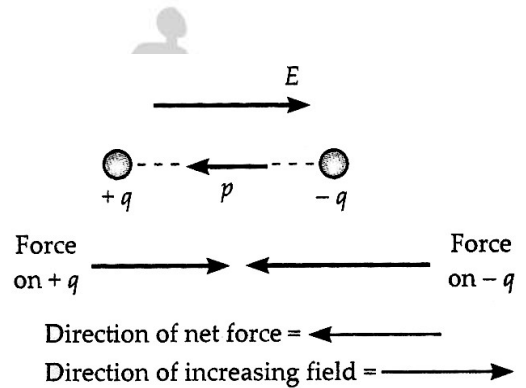 E
+ q
p
− q
Force
on + q
Force
on − q
Direction of net force =
Direction of increasing field =